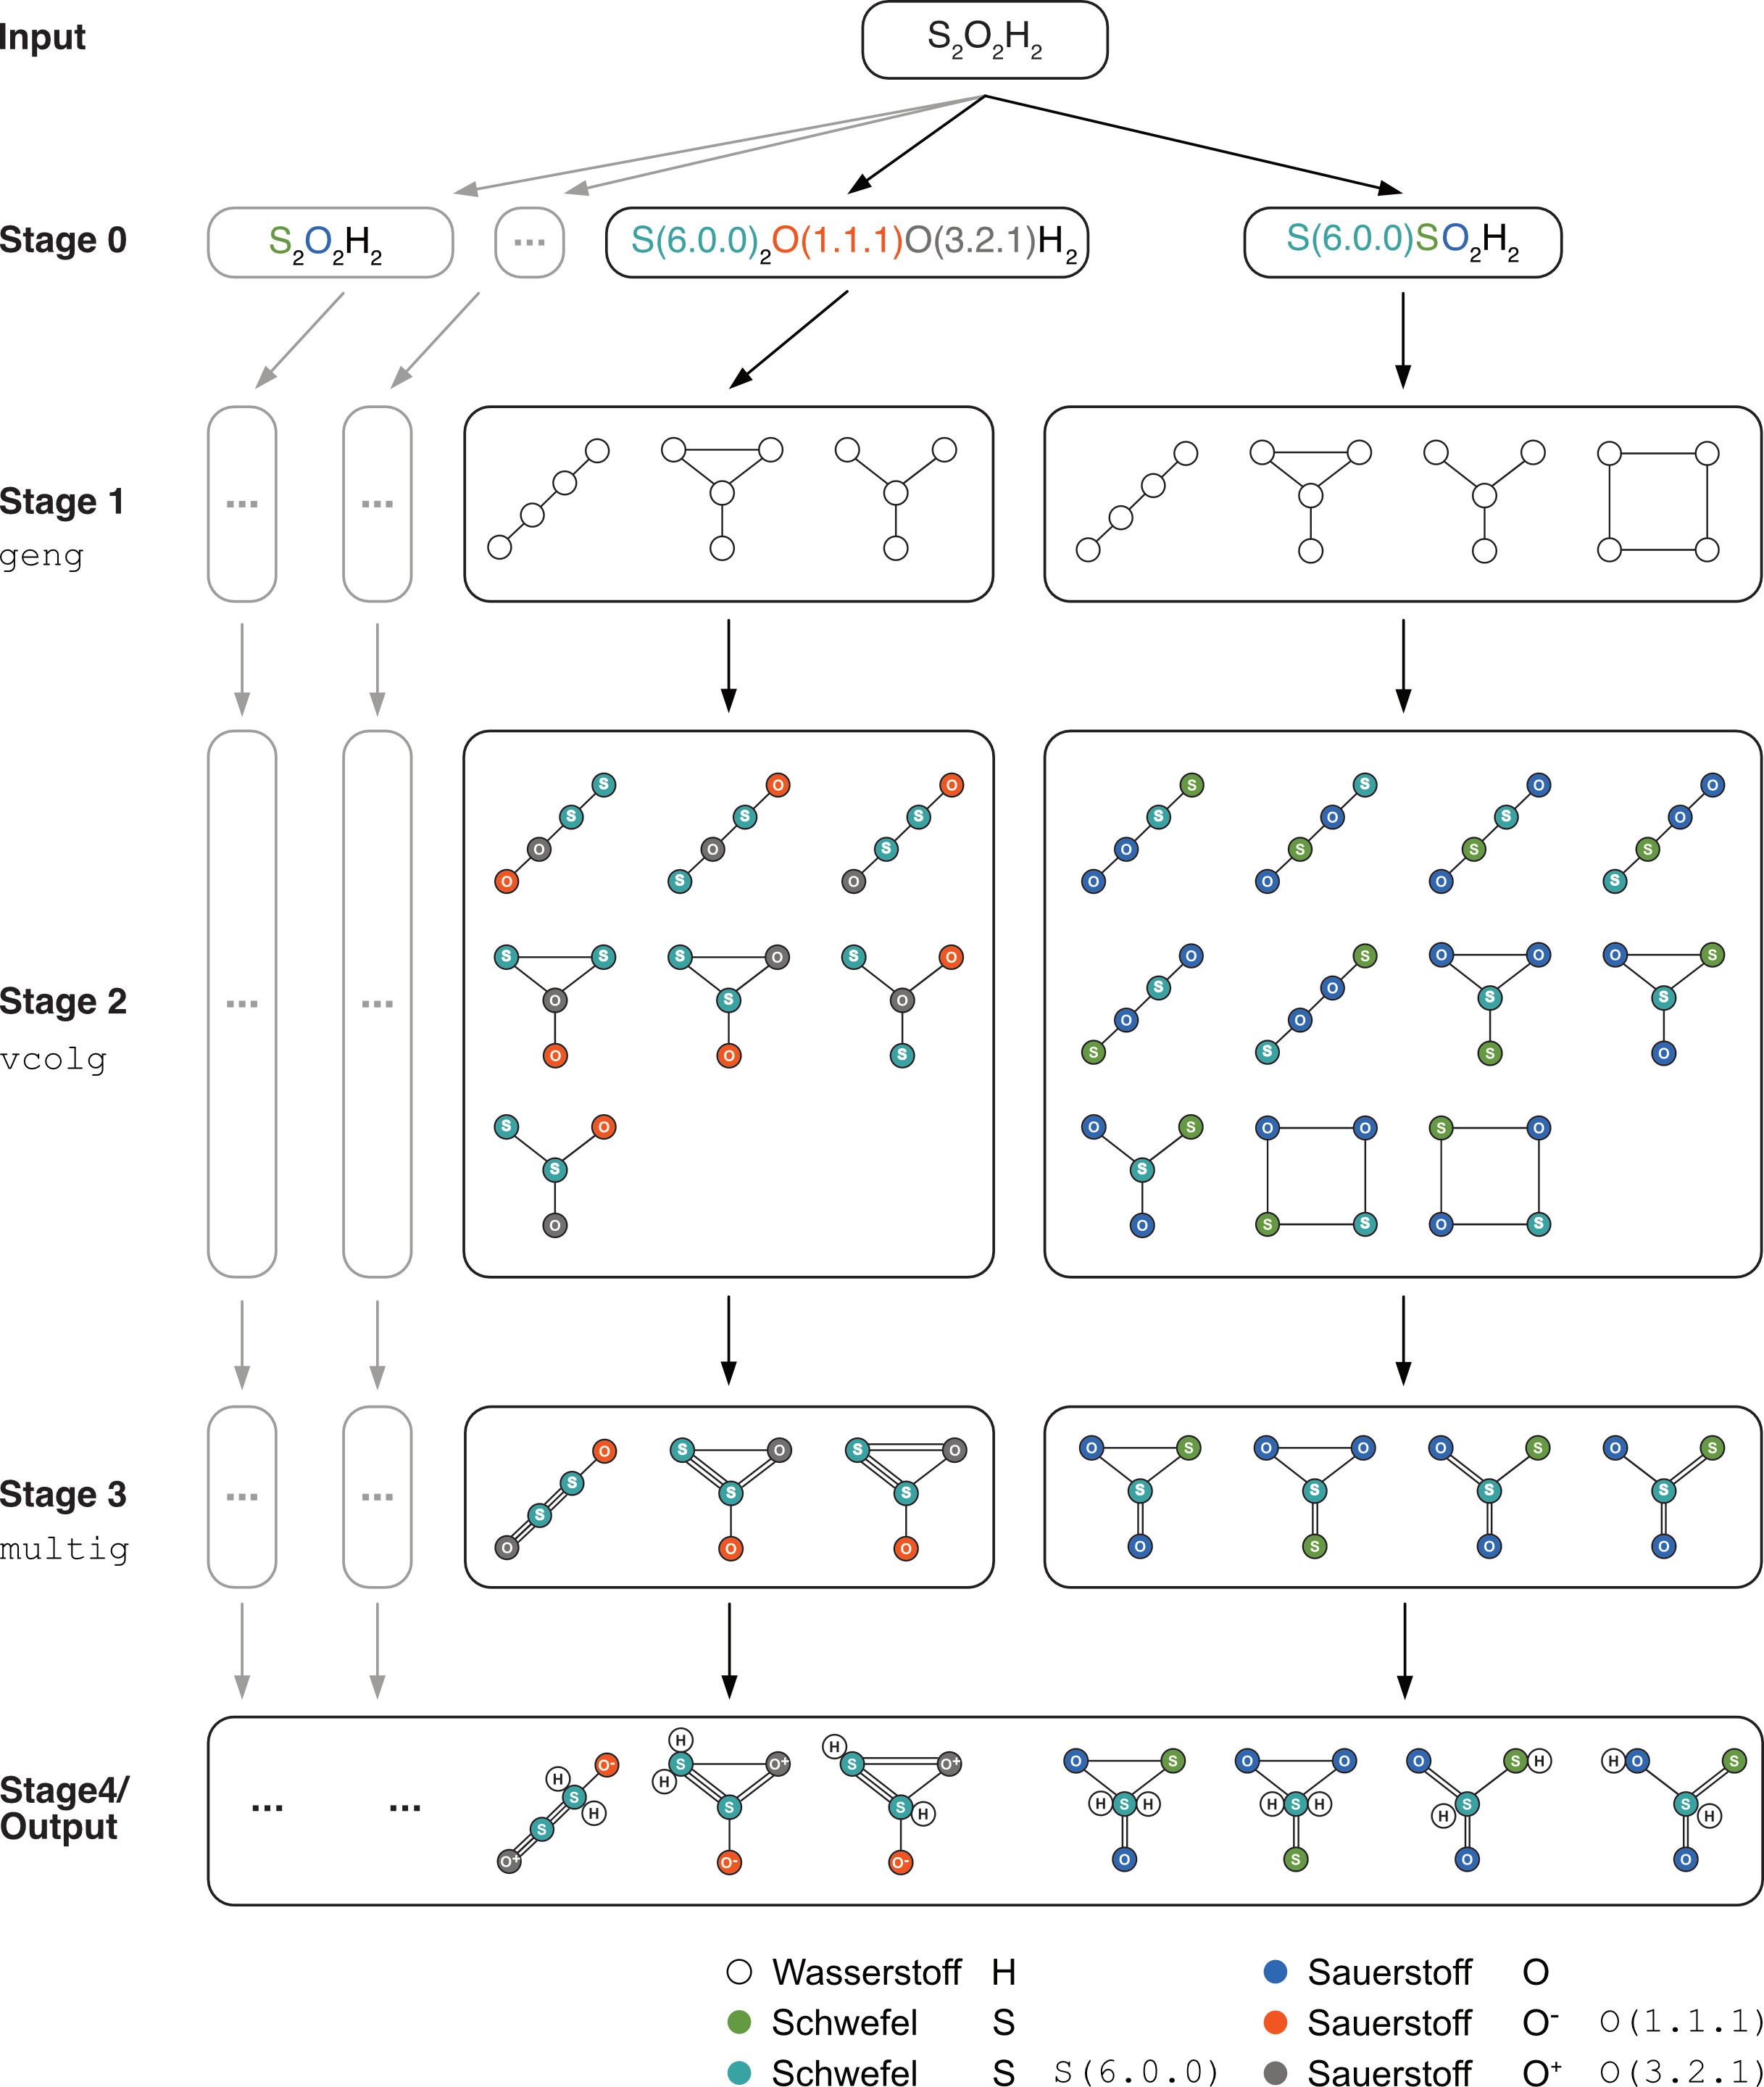 Input
S2O2H2
Stage 0
S2O2H2
...
S(6.0.0)2O(1.1.1)O(3.2.1)H2
S(6.0.0)SO2H2
Stage 1
geng
...
...
Stage 2
vcolg
...
...
S O S O O S
S S O S
O O S O
O S O O
S O S O
O S O S
S S S O S O
O S O
O O S
S O
S O S O
O S S O
O S O O O S
S O S S
S O S O
O S O O S O
S
O S S O S
O
Stage 3
multig
...
...
O O S O O O S O S
S S O S O
S S S S S S S
O O O O S O O
Stage4/
Output
... ...
H O- H S O+ H H S O+ O S O O O S H H O S
H S H S H S H H S H H S H H S H S H
S
O+ O- O- O S O O
Wasserstoff H
Schwefel S
Schwefel S S(6.0.0)
Sauerstoff O
Sauerstoff O- O(1.1.1)
Sauerstoff O+ O(3.2.1)